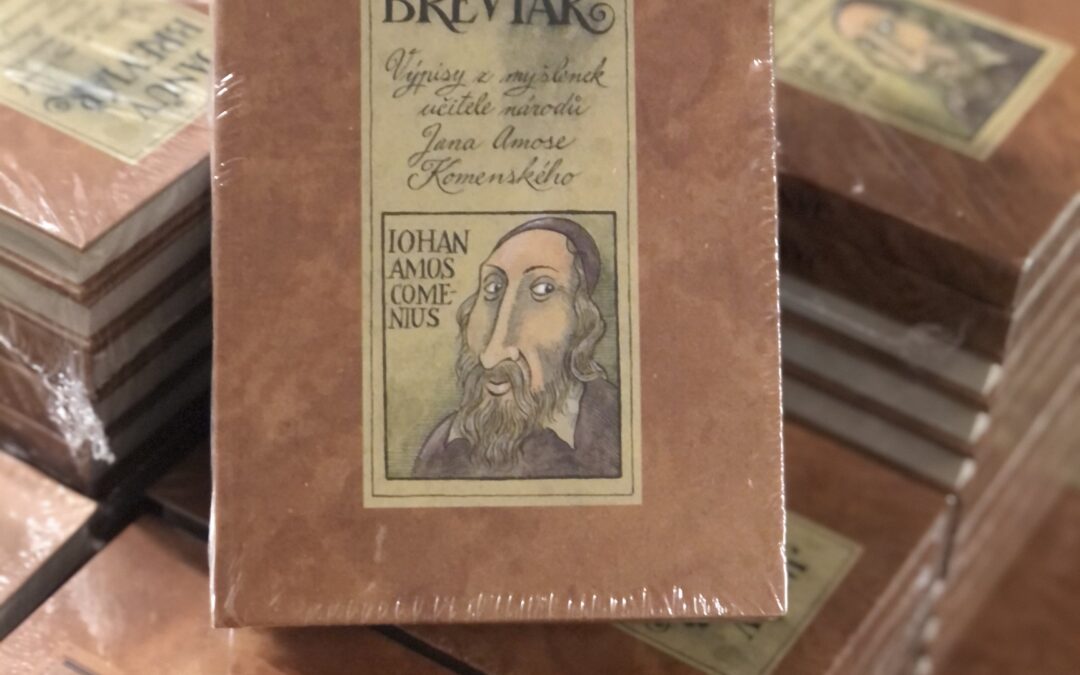 BREVIÁŘ
Výpisy z myšlenek
učitele národů
Jana Amose
Komenského
IOHAN
AMOS
COME-
NIUS